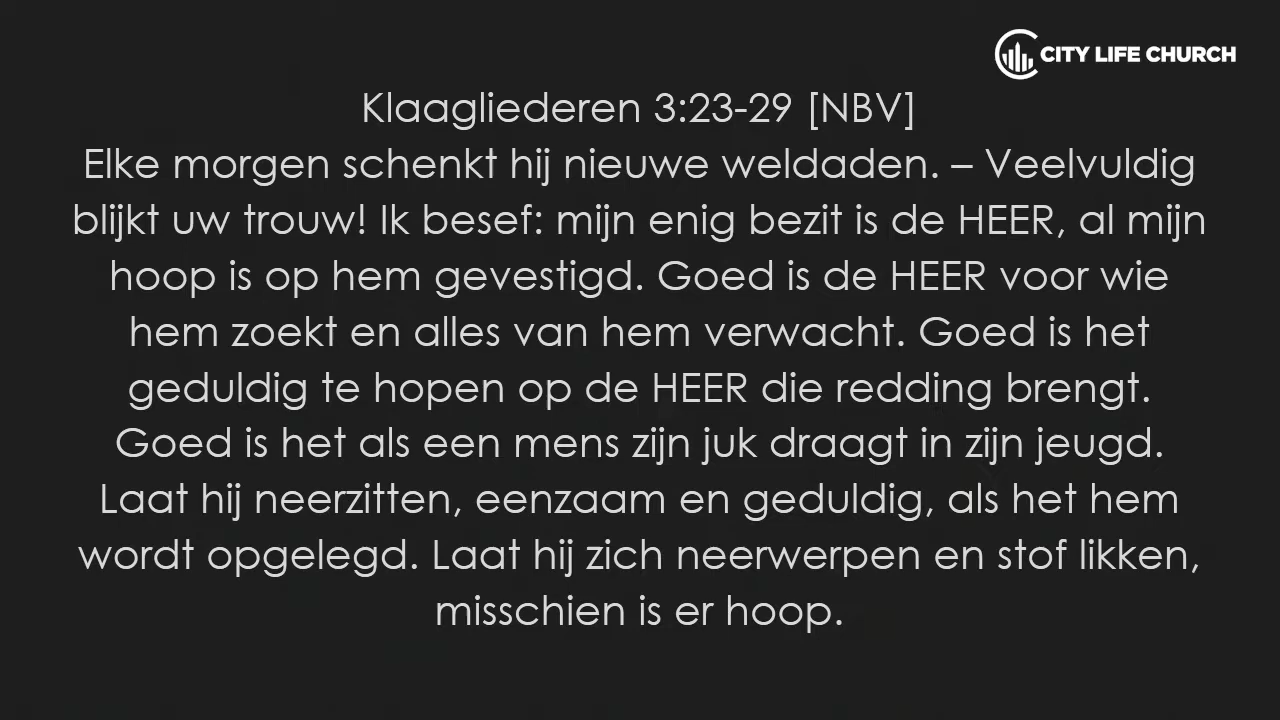 CITY LIFE CHURCH
Klaagliederen 3:23-29 [NBV]
Elke morgen schenkt hij nieuwe weldaden. – Veelvuldig
blijkt uw trouw! Ik besef: mijn enig bezit is de HEER, al mijn
hoop is op hem gevestigd. Goed is de HEER voor wie
hem zoekt en alles van hem verwacht. Goed is het
geduldig te hopen op de HEER die redding brengt.
Goed is het als een mens zijn juk draagt in zijn jeugd.
Laat hij neerzitten, eenzaam en geduldig, als het hem
wordt opgelegd. Laat hij zich neerwerpen en stof likken,
misschien is er hoop.